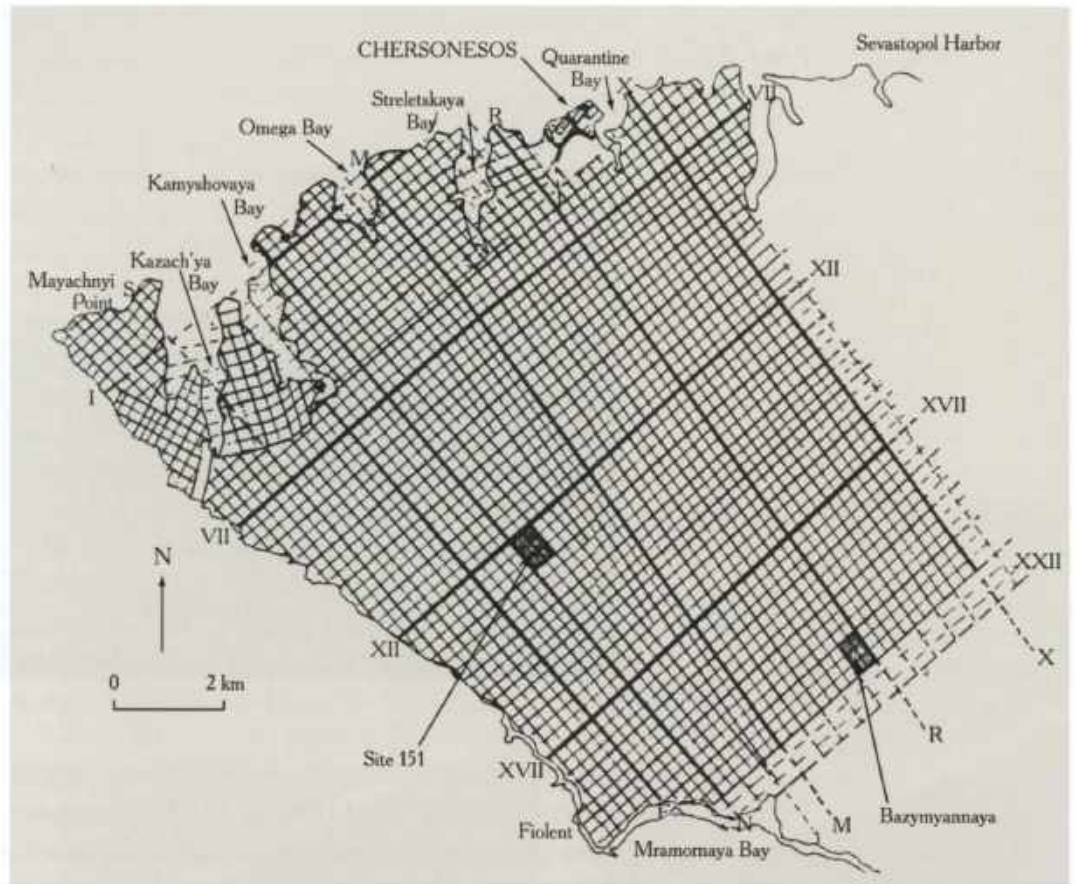 CHERSONESOS
Quarantine
Bay
Sevastopol Harbor
Streletskaya
Bay
X
VII
R
Omega Bay
M
Kamyshovaya
Bay
Kazach'ya
Bay
Mayachnyi
Point
S
XII
I
XVII
VII
N
XXII
XII
X
0 2 km
R
Site 151
XVII
Bazymyannaya
M
Fiolent
Mramornaya Bay